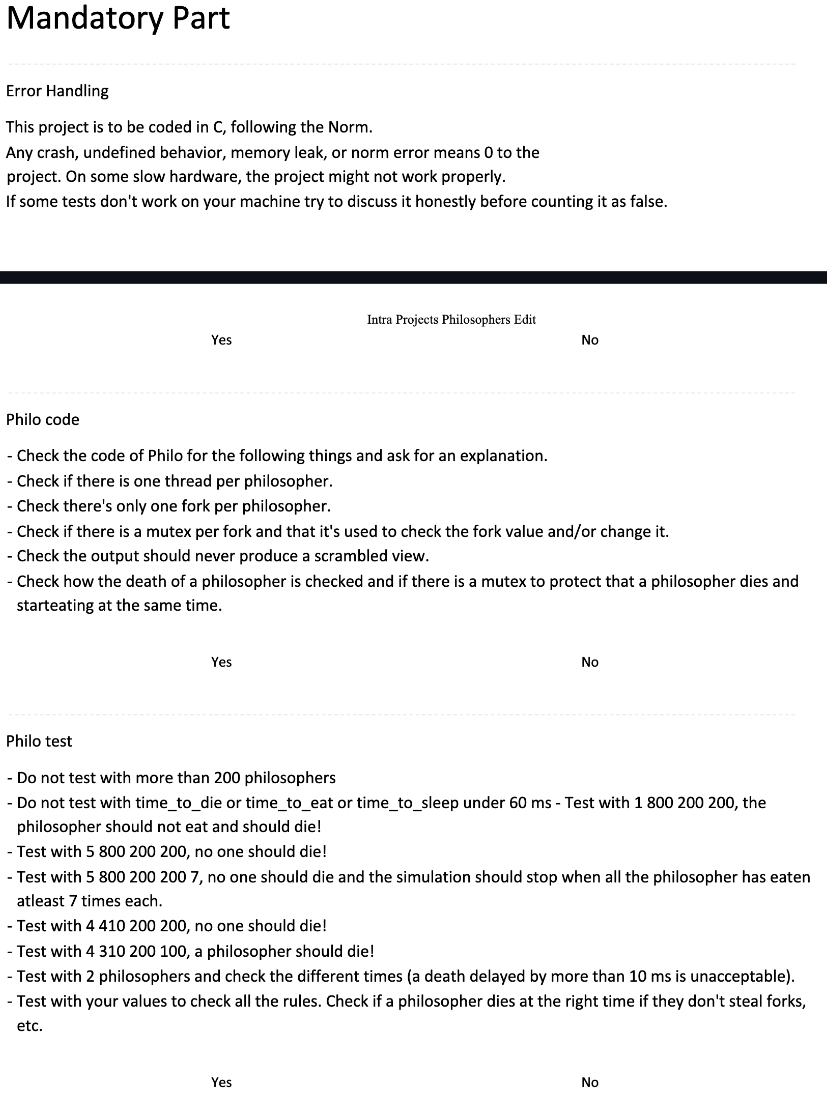 Mandatory Part
Error Handling
This project is to be coded in C, following the Norm.
Any crash, undefined behavior, memory leak, or norm error means 0 to the
project. On some slow hardware, the project might not work properly.
If some tests don't work on your machine try to discuss it honestly before counting it as false.
Intra Projects Philosophers Edit
Yes No
Philo code
- Check the code of Philo for the following things and ask for an explanation.
- Check if there is one thread per philosopher.
- Check there's only one fork per philosopher.
- Check if there is a mutex per fork and that it's used to check the fork value and/or change it.
- Check the output should never produce a scrambled view.
- Check how the death of a philosopher is checked and if there is a mutex to protect that a philosopher dies and
starteating at the same time.
Yes No
Philo test
- Do not test with more than 200 philosophers
- Do not test with time_to_die or time_to_eat or time_to_sleep under 60 ms - Test with 1 800 200 200, the
philosopher should not eat and should die!
- Test with 5 800 200 200, no one should die!
- Test with 5 800 200 200 7, no one should die and the simulation should stop when all the philosopher has eaten
atleast 7 times each.
- Test with 4 410 200 200, no one should die!
- Test with 4 310 200 100, a philosopher should die!
- Test with 2 philosophers and check the different times (a death delayed by more than 10 ms is unacceptable).
- Test with your values to check all the rules. Check if a philosopher dies at the right time if they don't steal forks,
etc.
Yes No